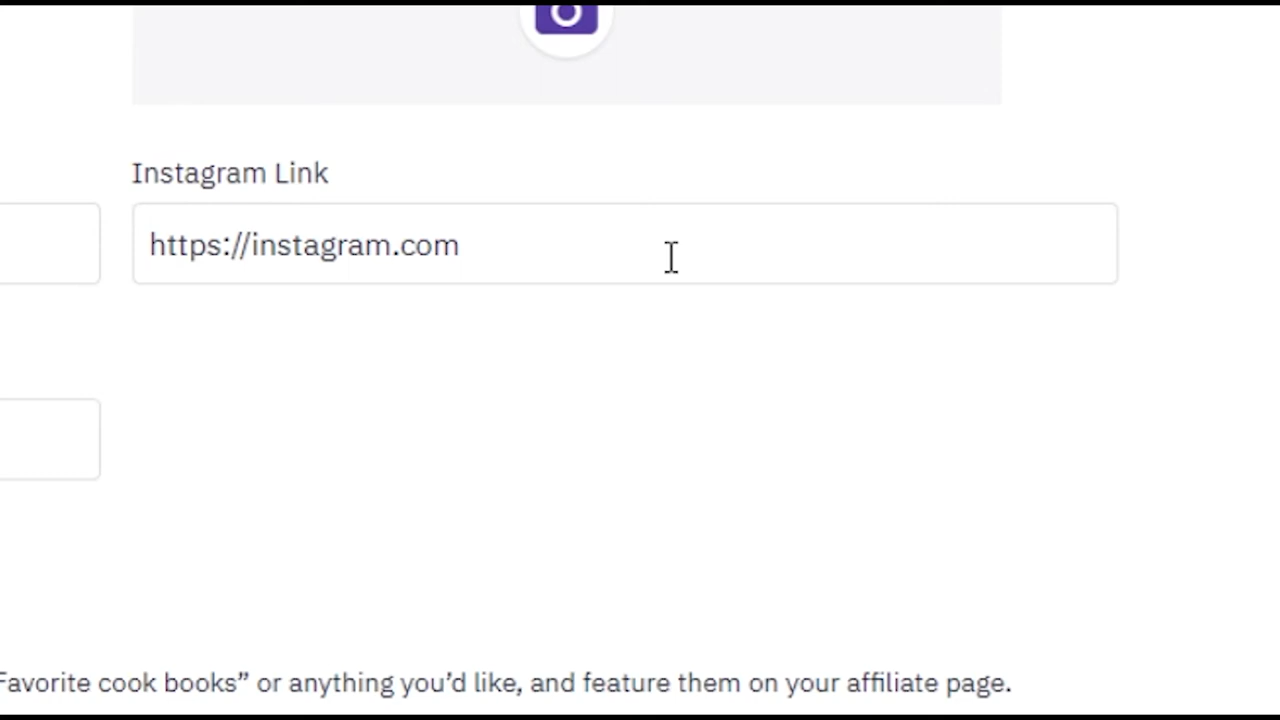 Instagram Link
https://instagram.com
Favorite cook books” or anything you’d like, and feature them on your affiliate page.